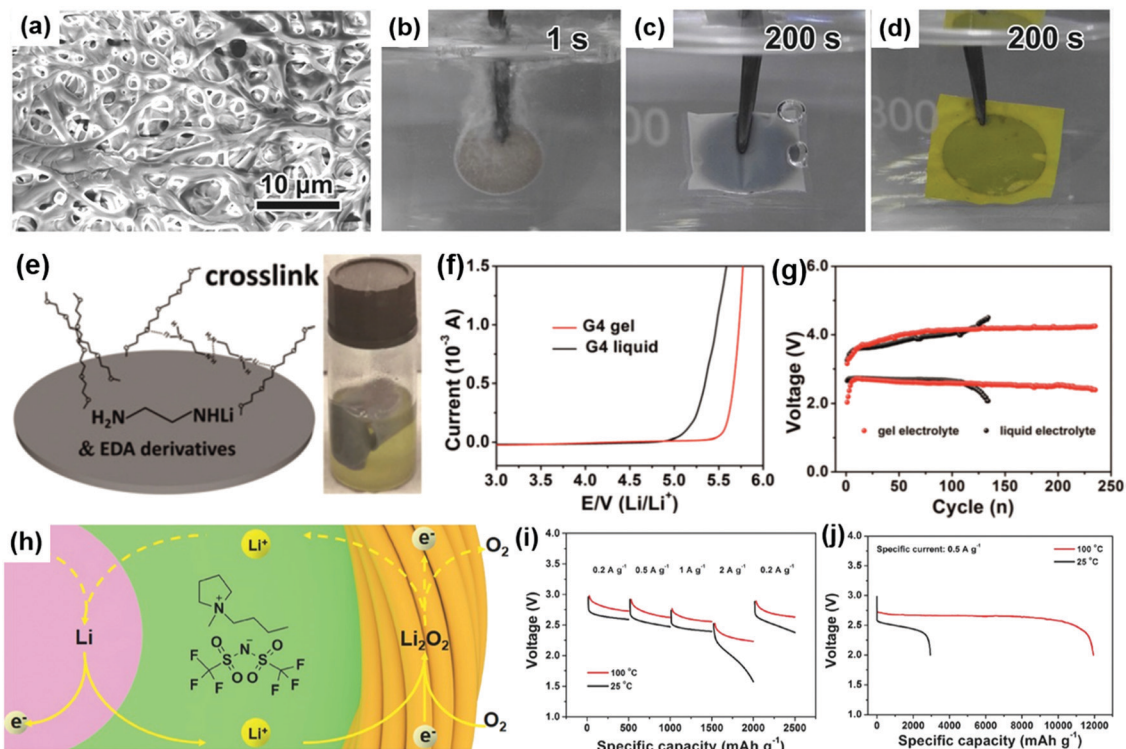 (a)
10 μm
(b)
1 s
(c)
200 s
00
(d)
200 s
300
(e)
crosslink
H₂N
NHLi
& EDA derivatives
(f)
1.5
1.0
0.5
0.0
Current (10⁻³ A)
G4 gel
G4 liquid
3.0 3.5 4.0 4.5 5.0 5.5 6.0
E/V (Li/Li⁺)
(g)
6.0
4.0
2.0
0.0
Voltage (V)
gel electrolyte
liquid electrolyte
0 50 100 150 200 250
Cycle (n)
(h)
Li⁺
e⁻
O₂
Li
N
+
O O
N
−
S S
O O
F F
F F
F F
Li₂O₂
e⁻
Li⁺
e⁻
O₂
(i)
4.0
3.5
3.0
2.5
2.0
1.5
1.0
Voltage (V)
0.2 A g⁻¹ 0.5 A g⁻¹ 1 A g⁻¹ 2 A g⁻¹ 0.2 A g⁻¹
100 °C
25 °C
0 500 1000 1500 2000 2500
Specific capacity (mAh g⁻¹)
(j)
4.0
3.5
3.0
2.5
2.0
1.5
1.0
Voltage (V)
Specific current: 0.5 A g⁻¹
100 °C
25 °C
0 2000 4000 6000 8000 10000 12000
Specific capacity (mAh g⁻¹)